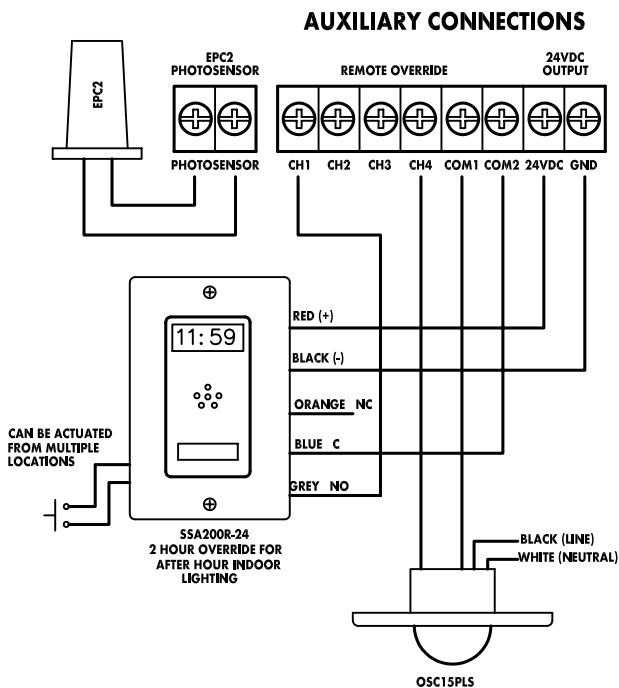 AUXILIARY CONNECTIONS
EPC2
EPC2
PHOTOSENSOR
REMOTE OVERRIDE
24VDC
OUTPUT
PHOTOSENSOR
CH1 CH2 CH3 CH4 COM1 COM2 24VDC GND
RED (+)
11:59
BLACK (-)
ORANGE NC
CAN BE ACTUATED
FROM MULTIPLE
LOCATIONS
BLUE C
GREY NO
SSA200R-24
2 HOUR OVERRIDE FOR
AFTER HOUR INDOOR
LIGHTING
BLACK (LINE)
WHITE (NEUTRAL)
OSC15PLS